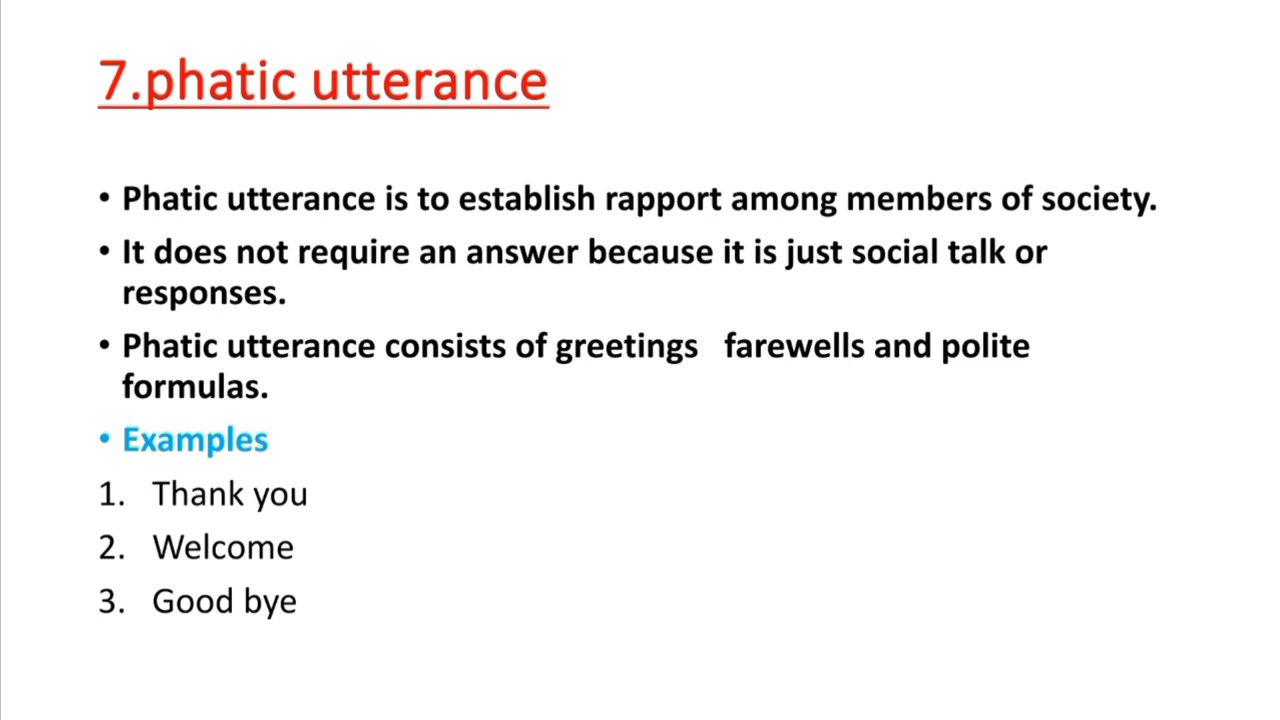 7.phatic utterance
• Phatic utterance is to establish rapport among members of society.
• It does not require an answer because it is just social talk or
responses.
• Phatic utterance consists of greetings   farewells and polite
formulas.
• Examples
1. Thank you
2. Welcome
3. Good bye